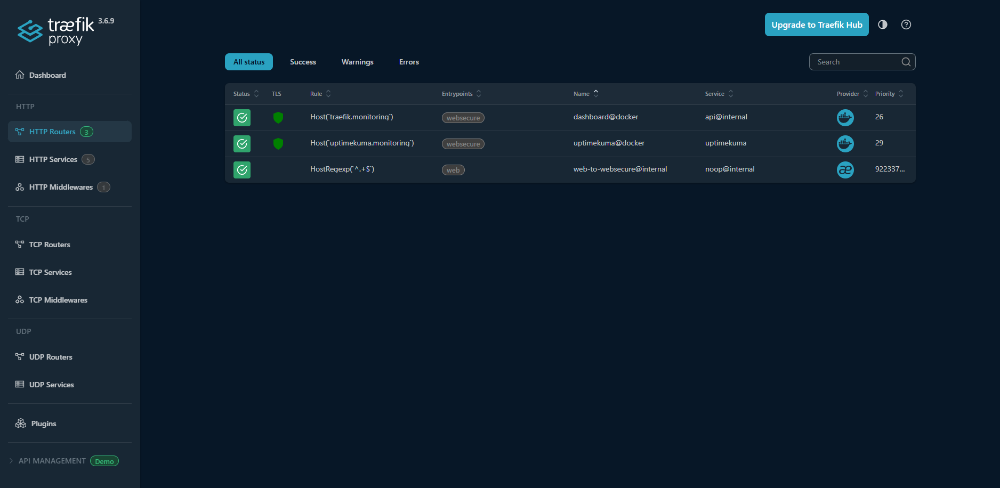 træfik proxy 3.6.9
Dashboard
HTTP
HTTP Routers 3
HTTP Services 5
HTTP Middlewares 1
TCP
TCP Routers
TCP Services
TCP Middlewares
UDP
UDP Routers
UDP Services
Plugins
API MANAGEMENT Demo
Upgrade to Traefik Hub
All status Success Warnings Errors
Search
Status TLS Rule Entrypoints Name Service Provider Priority
Host(`traefik.monitoring`) websecure dashboard@docker api@internal 26
Host(`uptimekuma.monitoring`) websecure uptimekuma@docker uptimekuma 29
HostRegexp(`^.+$`) web web-to-websecure@internal noop@internal æ 922337...